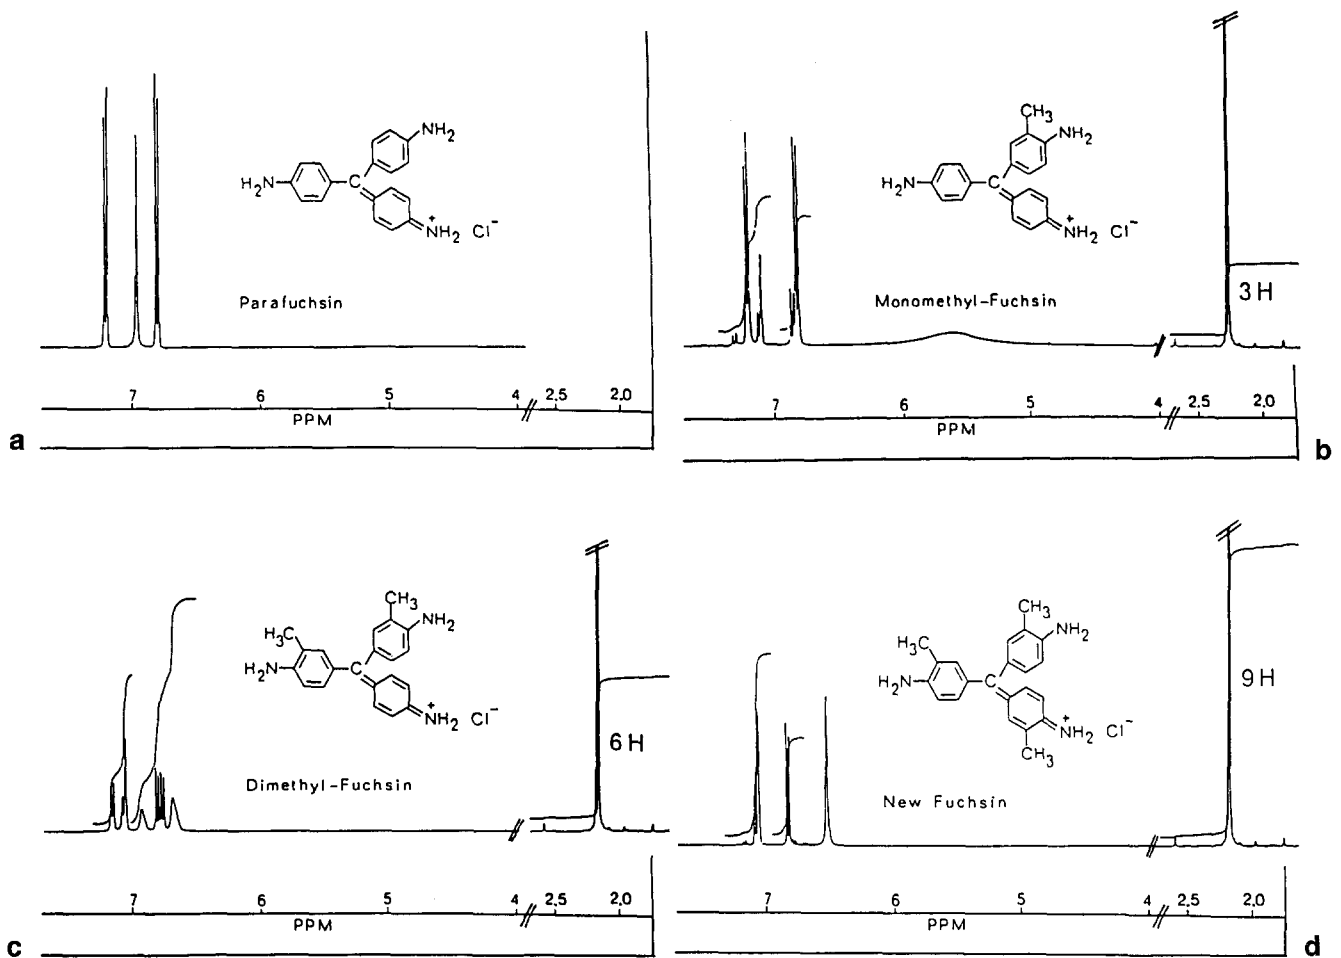 NH2
H2N
C
+
NH2 Cl−
Parafuchsin
7 6 5 4 2.5 2.0
PPM
a
CH3
NH2
H2N
C
+
NH2 Cl−
Monomethyl-Fuchsin
3H
7 6 5 4 2.5 2.0
PPM
b
CH3
H3C
NH2
H2N
C
+
NH2 Cl−
6H
Dimethyl-Fuchsin
7 6 5 4 2.5 2.0
PPM
c
CH3
H3C
NH2
H2N
C
+
NH2 Cl−
CH3
9H
New Fuchsin
7 6 5 4 2.5 2.0
PPM
d